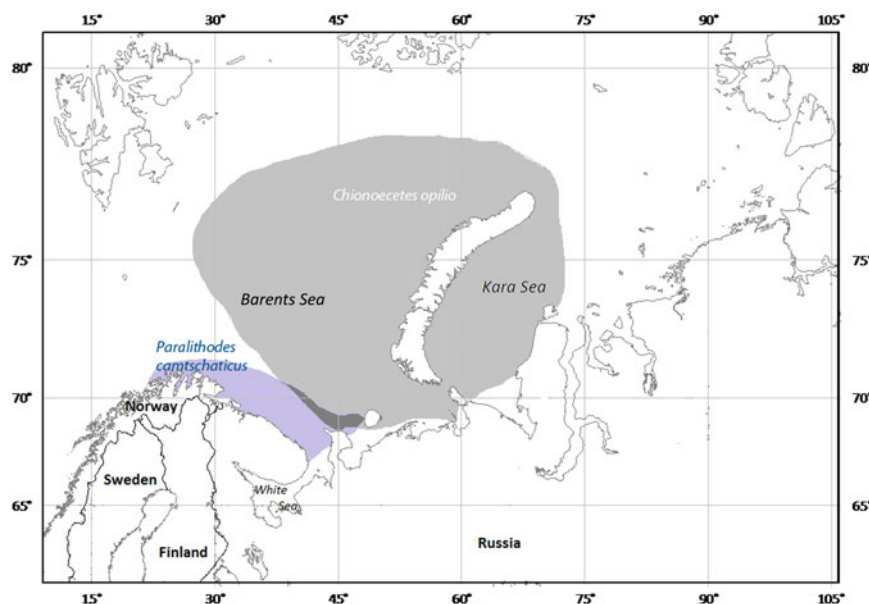 15° 30° 45° 60° 75° 90° 105°
80° 80°
Chionoecetes opilio
75° 75°
Kara Sea
Barents Sea
Paralithodes
camtschaticus
70° 70°
Norway
Sweden
White
Sea
65° 65°
Finland
Russia
15° 30° 45° 60° 75° 90° 105°